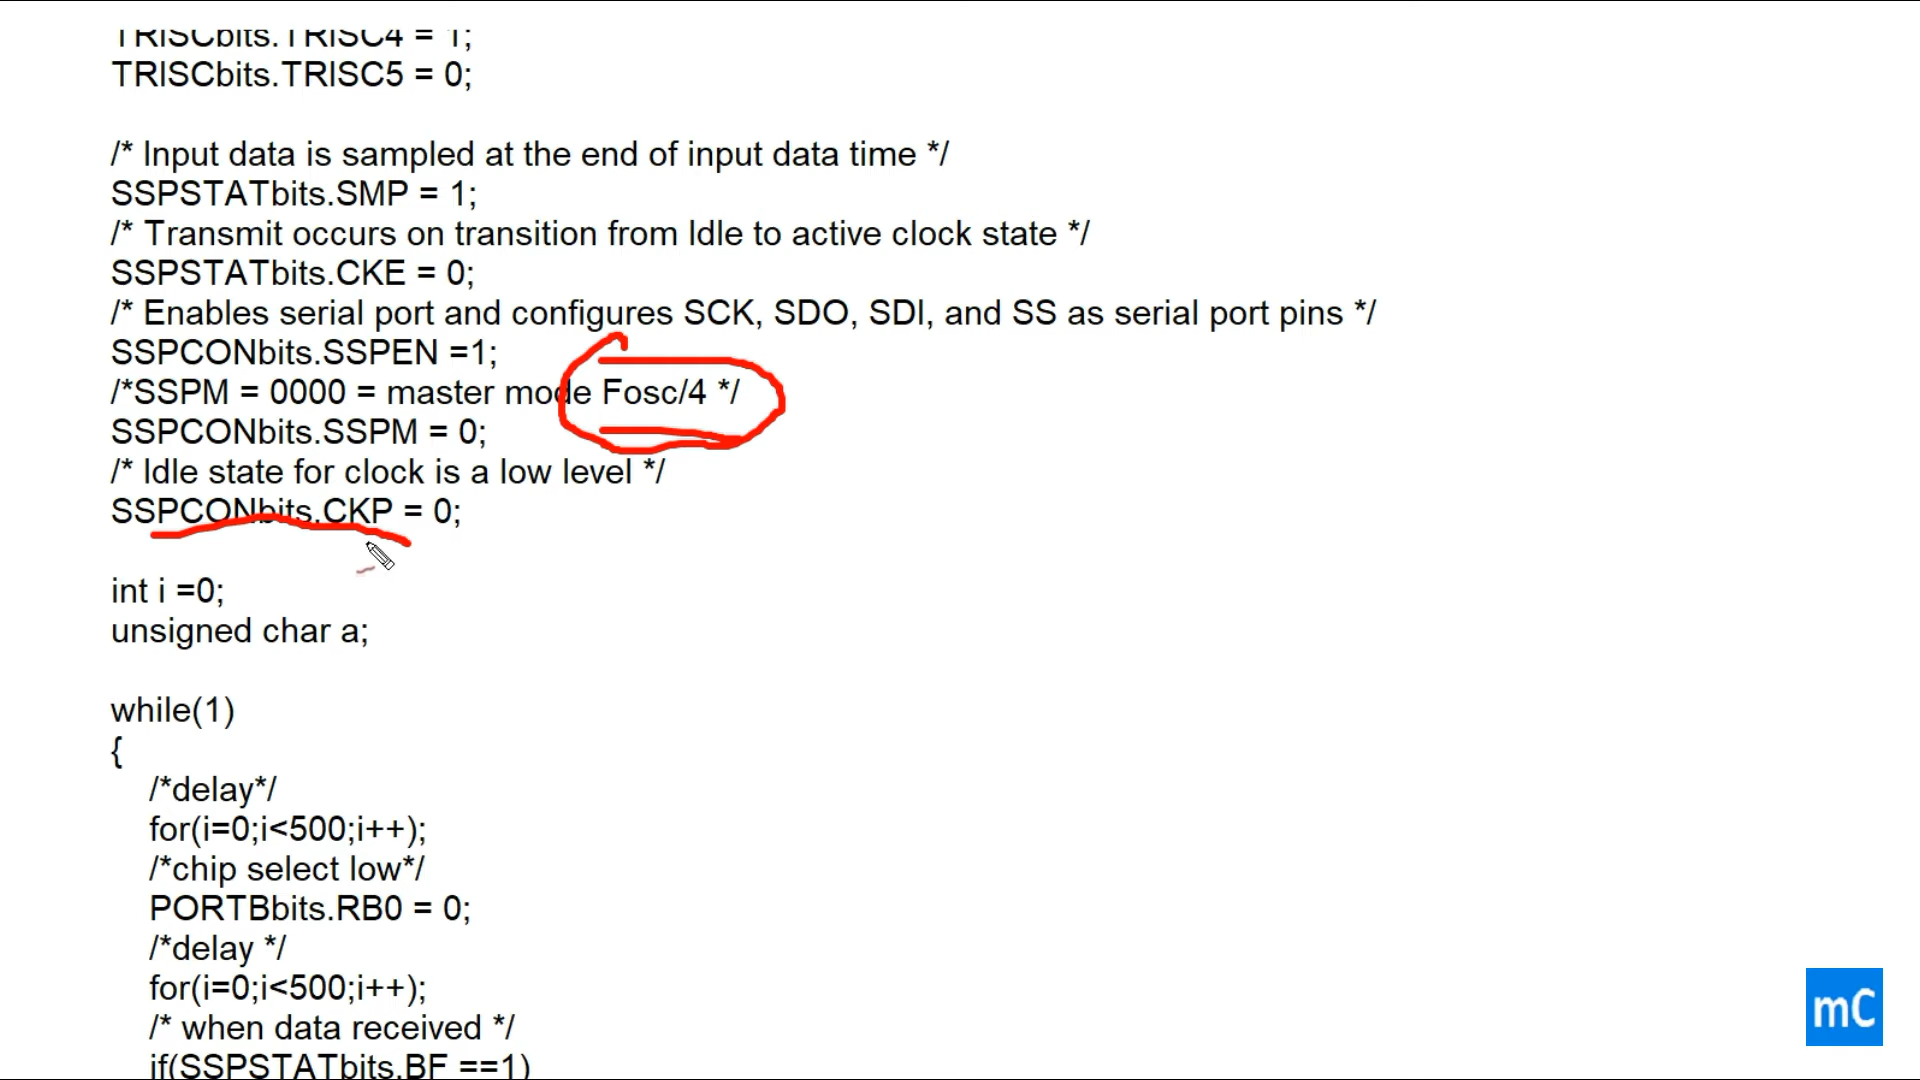 TRISCbits.TRISC4 = 1;
TRISCbits.TRISC5 = 0;
/* Input data is sampled at the end of input data time */
SSPSTATbits.SMP = 1;
/* Transmit occurs on transition from Idle to active clock state */
SSPSTATbits.CKE = 0;
/* Enables serial port and configures SCK, SDO, SDI, and SS as serial port pins */
SSPCONbits.SSPEN =1;
/*SSPM = 0000 = master mode Fosc/4 */
SSPCONbits.SSPM = 0;
/* Idle state for clock is a low level */
SSPCONbits.CKP = 0;
int i =0;
unsigned char a;
while(1)
{
/*delay*/
for(i=0;i<500;i++);
/*chip select low*/
PORTBbits.RB0 = 0;
/*delay */
for(i=0;i<500;i++);
/* when data received */
if(SSPSTATbits.BF ==1)
mC